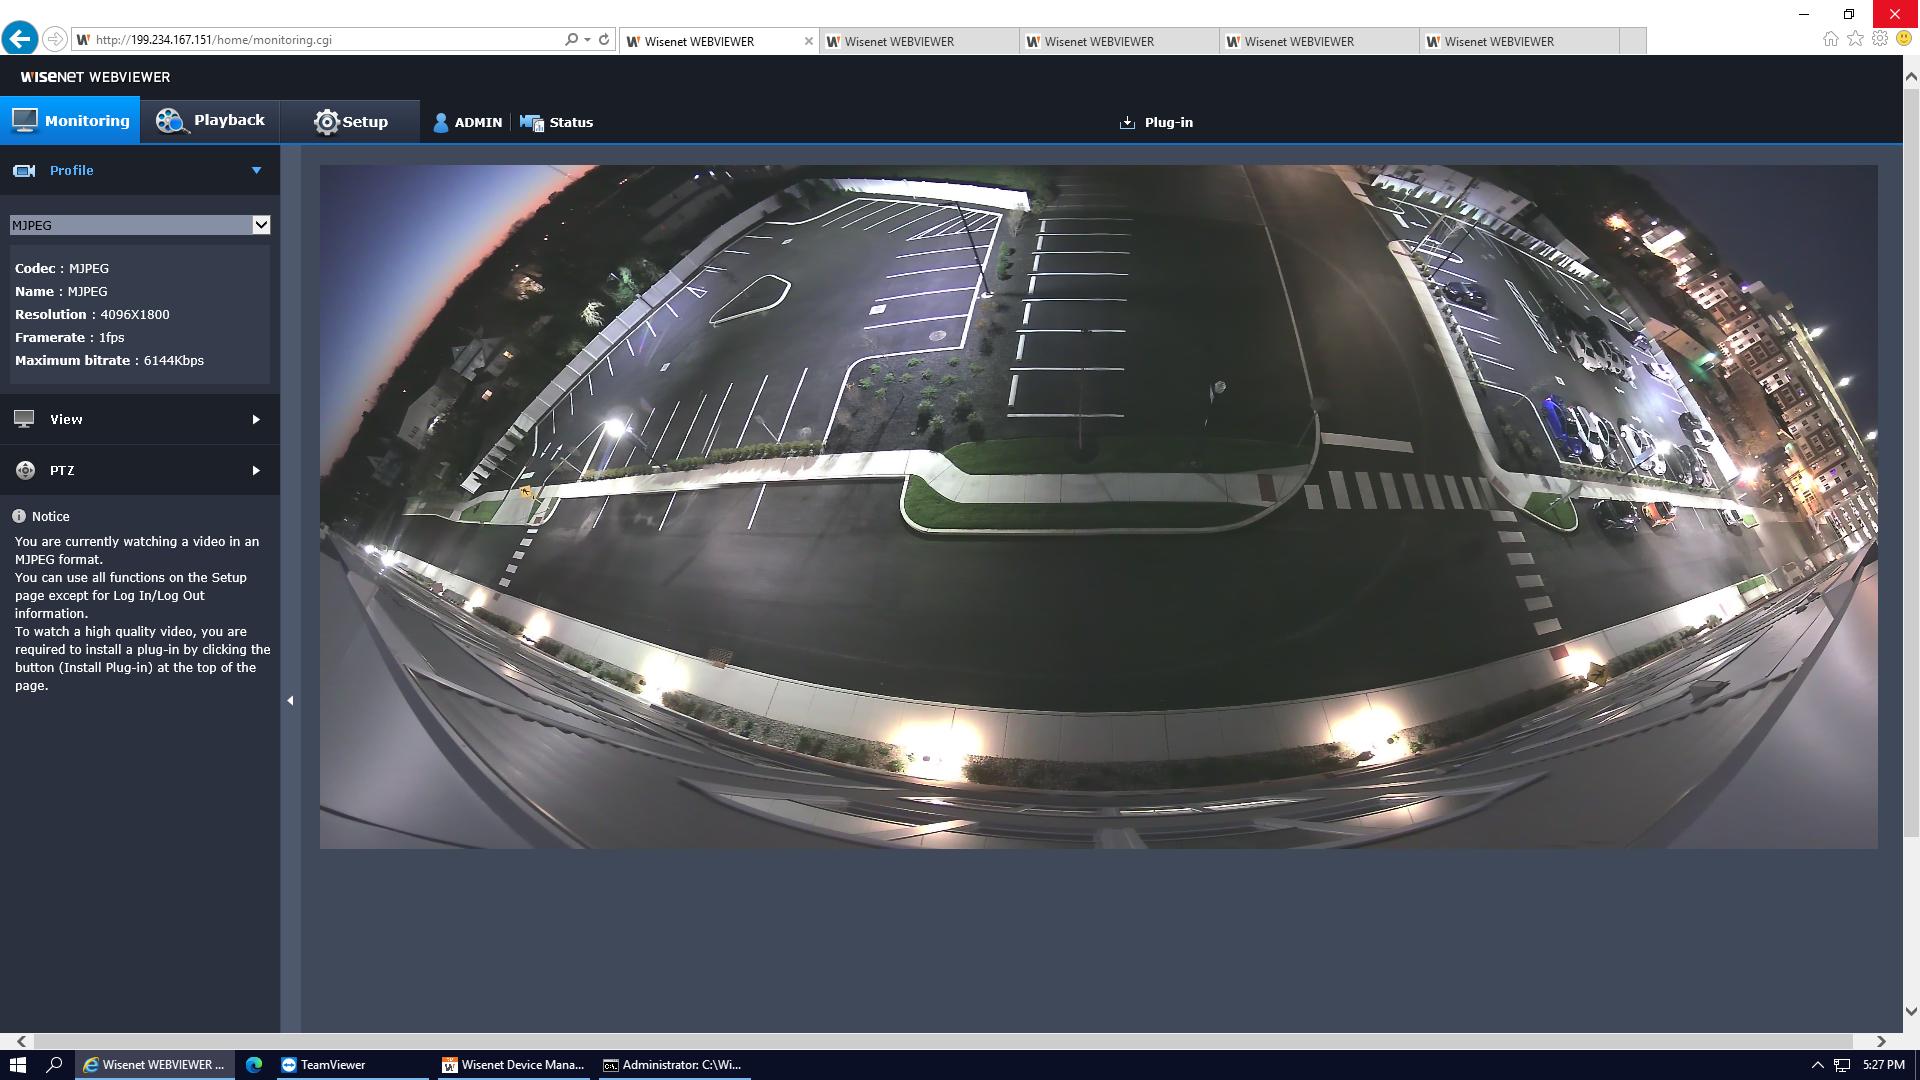 http://199.234.167.151/home/monitoring.cgi
Wisenet WEBVIEWER
Wisenet WEBVIEWER
Wisenet WEBVIEWER
Wisenet WEBVIEWER
Wisenet WEBVIEWER
WISENET WEBVIEWER
Monitoring
Playback
Setup
ADMIN
Status
Plug-in
Profile
MJPEG
Codec : MJPEG
Name : MJPEG
Resolution : 4096X1800
Framerate : 1fps
Maximum bitrate : 6144Kbps
View
PTZ
Notice
You are currently watching a video in an
MJPEG format.
You can use all functions on the Setup
page except for Log In/Log Out
information.
To watch a high quality video, you are
required to install a plug-in by clicking the
button (Install Plug-in) at the top of the
page.
Wisenet WEBVIEWER ...
TeamViewer
Wisenet Device Mana...
Administrator: C:\Wi...
5:27 PM